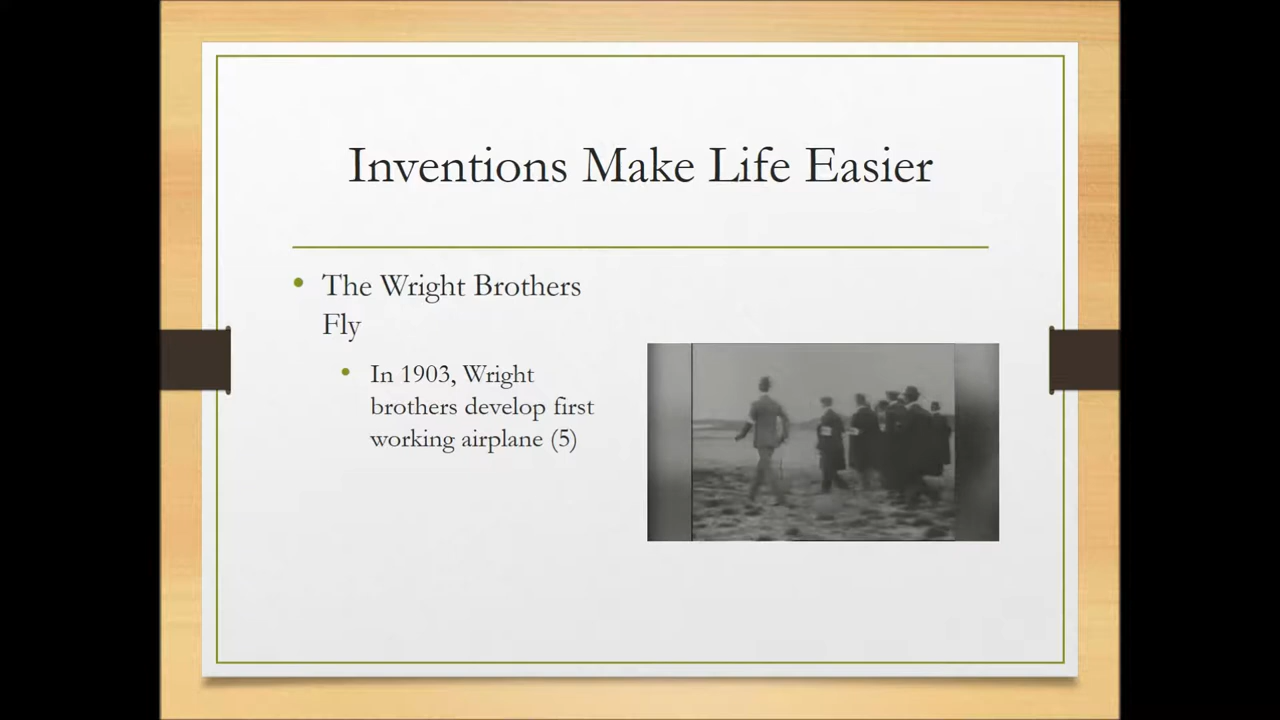 Inventions Make Life Easier
The Wright Brothers
Fly
In 1903, Wright
brothers develop first
working airplane (5)